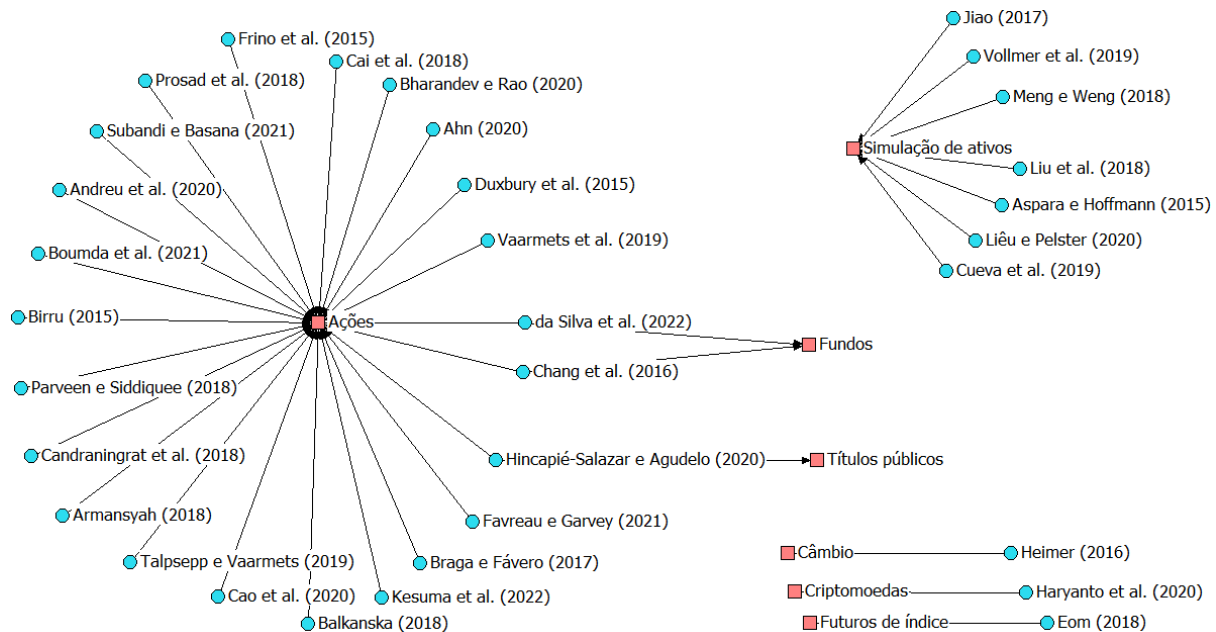 Jiao (2017)
Frino et al. (2015)
Vollmer et al. (2019)
Cai et al. (2018)
Prosad et al. (2018)
Bharandev e Rao (2020)
Meng e Weng (2018)
Subandi e Basana (2021)
Ahn (2020)
Simulação de ativos
Liu et al. (2018)
Andreu et al. (2020)
Duxbury et al. (2015)
Aspara e Hoffmann (2015)
Boumda et al. (2021)
Vaarmets et al. (2019)
Liêu e Pelster (2020)
Cueva et al. (2019)
Birru (2015)
Ações
da Silva et al. (2022)
Fundos
Chang et al. (2016)
Parveen e Siddiquee (2018)
Candraningrat et al. (2018)
Hincapié-Salazar e Agudelo (2020)
Títulos públicos
Armansyah (2018)
Favreau e Garvey (2021)
Talpsepp e Vaarmets (2019)
Braga e Fávero (2017)
Câmbio
Heimer (2016)
Cao et al. (2020)
Kesuma et al. (2022)
Criptomoedas
Haryanto et al. (2020)
Balkanska (2018)
Futuros de índice
Eom (2018)